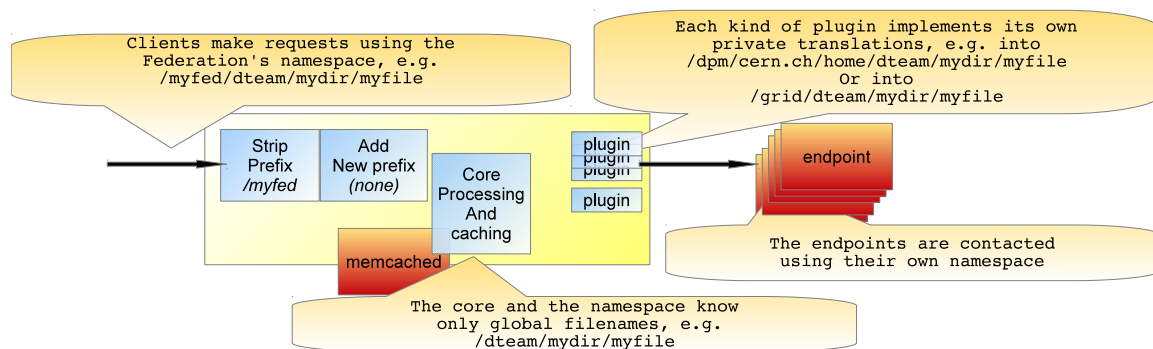 Clients make requests using the
Federation's namespace, e.g.
/myfed/dteam/mydir/myfile
Each kind of plugin implements its own
private translations, e.g. into
/dpm/cern.ch/home/dteam/mydir/myfile
Or into
/grid/dteam/mydir/myfile
Strip
Prefix
/myfed
Add
New prefix
(none)
Core
Processing
And
caching
memcached
plugin
plugin
plugin
plugin
endpoint
The endpoints are contacted
using their own namespace
The core and the namespace know
only global filenames, e.g.
/dteam/mydir/myfile